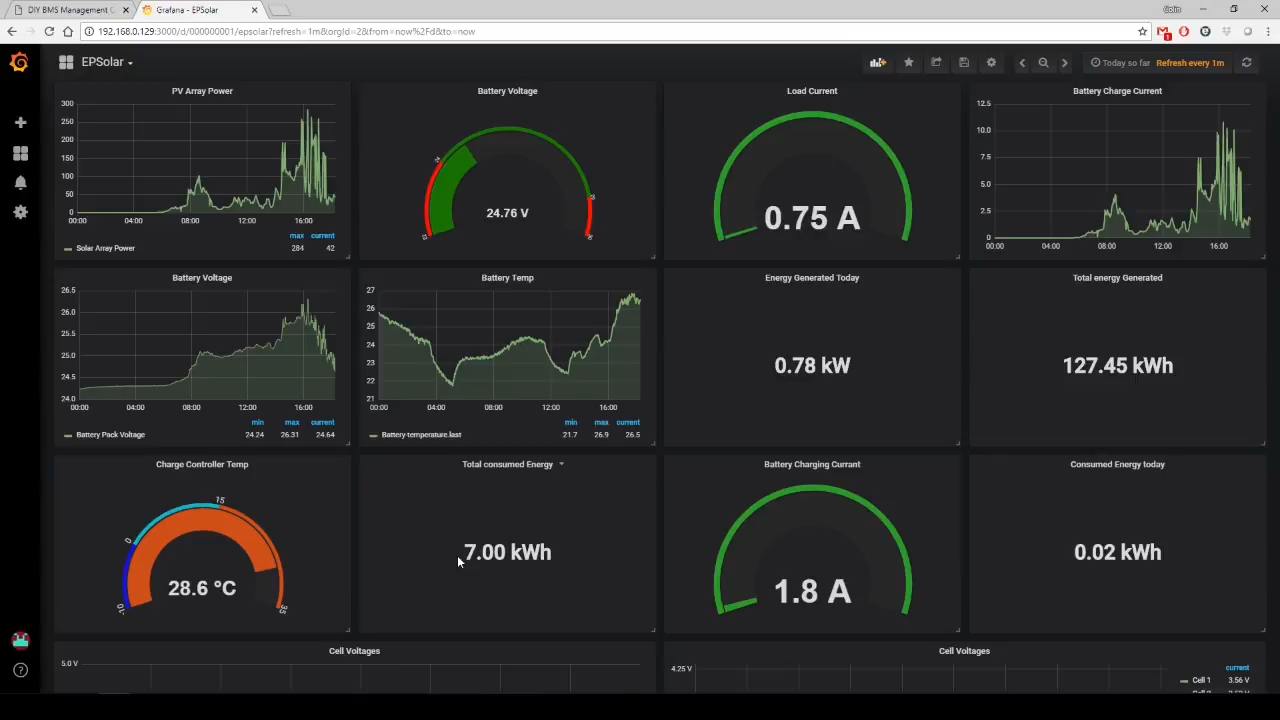 DIY BMS Management C
Grafana - EPSolar
Colin
192.168.0.129:3000/d/000000001/epsolar?refresh=1m&orgId=2&from=now%2Fd&to=now
EPSolar
Today so far Refresh every 1m
PV Array Power
300
250
200
150
100
50
0
00:00 04:00 08:00 12:00 16:00
max current
Solar Array Power 284 42
Battery Voltage
24
24.76 V
Load Current
0.75 A
Battery Charge Current
12.5
10.0
7.5
5.0
2.5
0
00:00 04:00 08:00 12:00 16:00
Battery Voltage
26.5
26.0
25.5
25.0
24.5
24.0
00:00 04:00 08:00 12:00 16:00
min max current
Battery Pack Voltage 24.24 26.31 24.64
Battery Temp
27
26
25
24
23
22
21
00:00 04:00 08:00 12:00 16:00
min max current
Battery-temperature.last 21.7 26.9 26.5
Energy Generated Today
0.78 kW
Total energy Generated
127.45 kWh
Charge Controller Temp
-10
0
15
35
28.6 °C
Total consumed Energy
7.00 kWh
Battery Charging Currant
1.8 A
Consumed Energy today
0.02 kWh
Cell Voltages
5.0 V
Cell Voltages
4.25 V
current
Cell 1 3.56 V